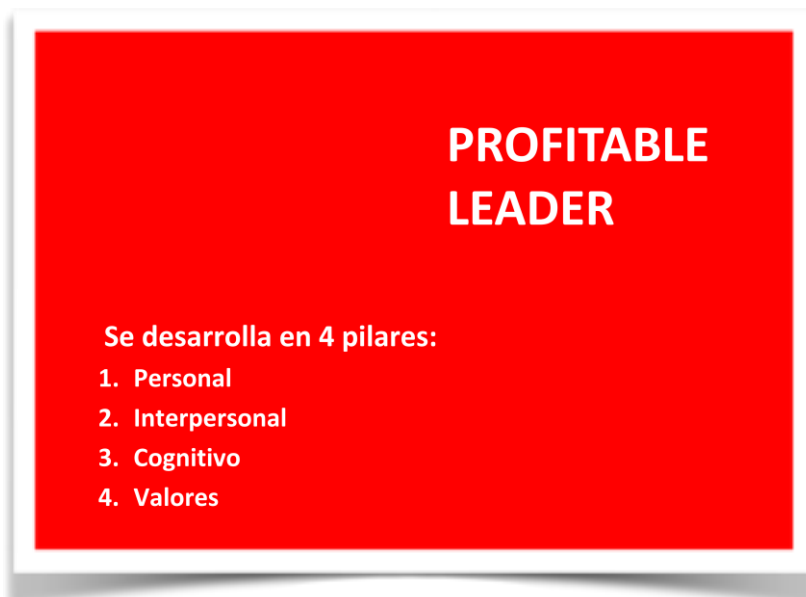 PROFITABLE
LEADER
Se desarrolla en 4 pilares:
1. Personal
2. Interpersonal
3. Cognitivo
4. Valores